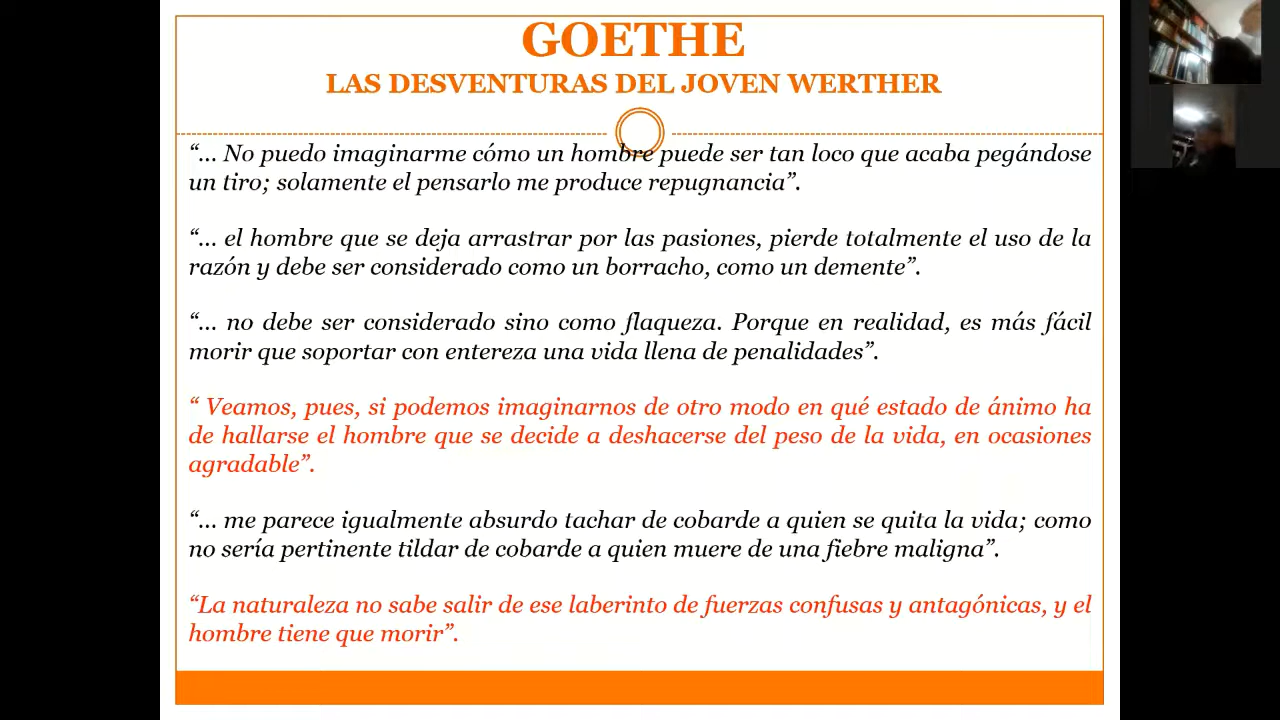 GOETHE
LAS DESVENTURAS DEL JOVEN WERTHER
“... No puedo imaginarme cómo un hombre puede ser tan loco que acaba pegándose
un tiro; solamente el pensarlo me produce repugnancia”.
“... el hombre que se deja arrastrar por las pasiones, pierde totalmente el uso de la
razón y debe ser considerado como un borracho, como un demente”.
“... no debe ser considerado sino como flaqueza. Porque en realidad, es más fácil
morir que soportar con entereza una vida llena de penalidades”.
“ Veamos, pues, si podemos imaginarnos de otro modo en qué estado de ánimo ha
de hallarse el hombre que se decide a deshacerse del peso de la vida, en ocasiones
agradable”.
“... me parece igualmente absurdo tachar de cobarde a quien se quita la vida; como
no sería pertinente tildar de cobarde a quien muere de una fiebre maligna”.
“La naturaleza no sabe salir de ese laberinto de fuerzas confusas y antagónicas, y el
hombre tiene que morir”.